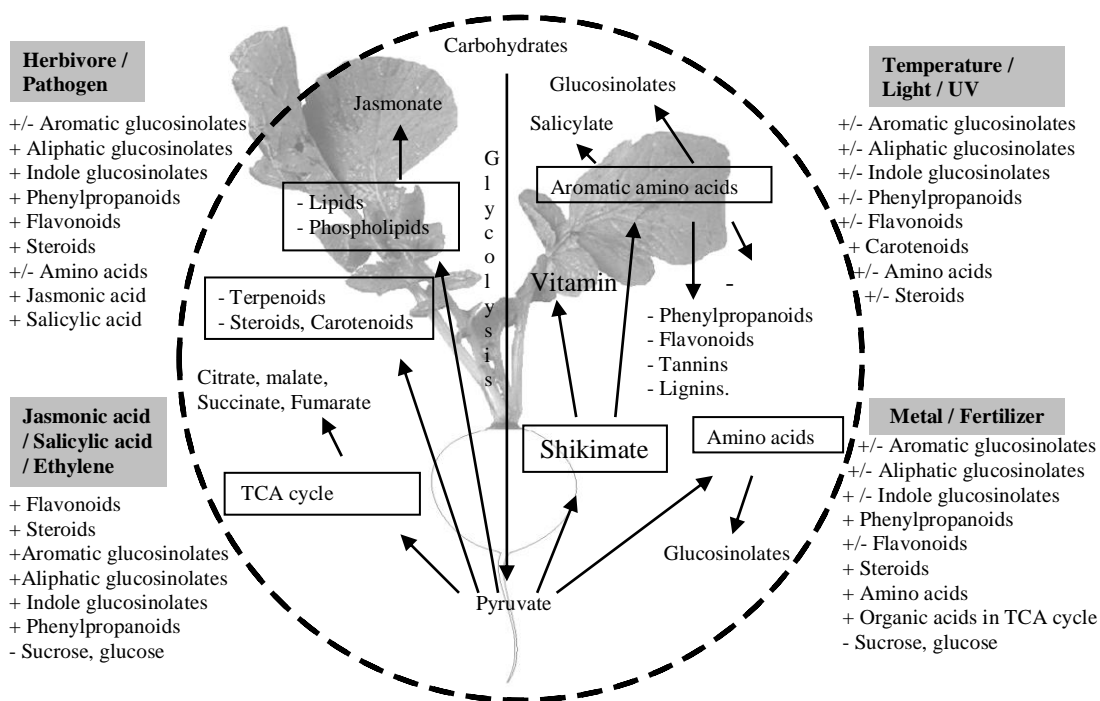 Herbivore /
Pathogen
+/- Aromatic glucosinolates
+ Aliphatic glucosinolates
+ Indole glucosinolates
+ Phenylpropanoids
+ Flavonoids
+ Steroids
+/- Amino acids
+ Jasmonic acid
+ Salicylic acid
Jasmonic acid
/ Salicylic acid
/ Ethylene
+ Flavonoids
+ Steroids
+Aromatic glucosinolates
+Aliphatic glucosinolates
+ Indole glucosinolates
+ Phenylpropanoids
- Sucrose, glucose
Carbohydrates
Glycolysis
Jasmonate
- Lipids
- Phospholipids
- Terpenoids
- Steroids, Carotenoids
Citrate, malate,
Succinate, Fumarate
TCA cycle
Pyruvate
Glucosinolates
Salicylate
Aromatic amino acids
Vitamin
-
- Phenylpropanoids
- Flavonoids
- Tannins
- Lignins.
Shikimate
Amino acids
Glucosinolates
Temperature /
Light / UV
+/- Aromatic glucosinolates
+/- Aliphatic glucosinolates
+/- Indole glucosinolates
+/- Phenylpropanoids
+/- Flavonoids
+ Carotenoids
+/- Amino acids
+/- Steroids
Metal / Fertilizer
+/- Aromatic glucosinolates
+/- Aliphatic glucosinolates
+ /- Indole glucosinolates
+ Phenylpropanoids
+/- Flavonoids
+ Steroids
+ Amino acids
+ Organic acids in TCA cycle
- Sucrose, glucose